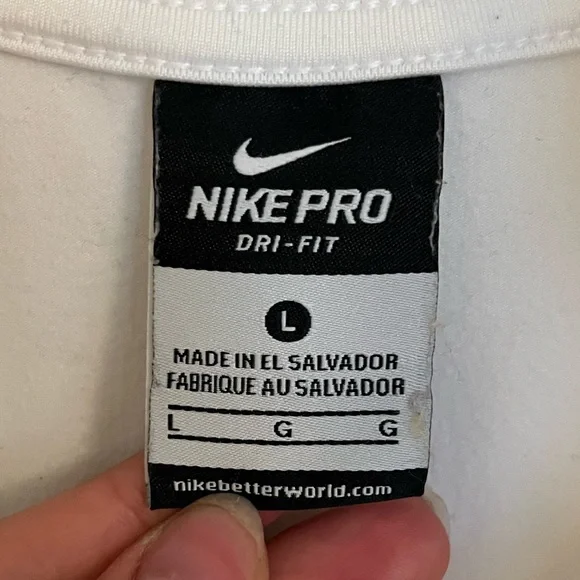 NIKE PRO
DRI-FIT
L
MADE IN EL SALVADOR
FABRIQUE AU SALVADOR
L G G
nikebetterworld.com